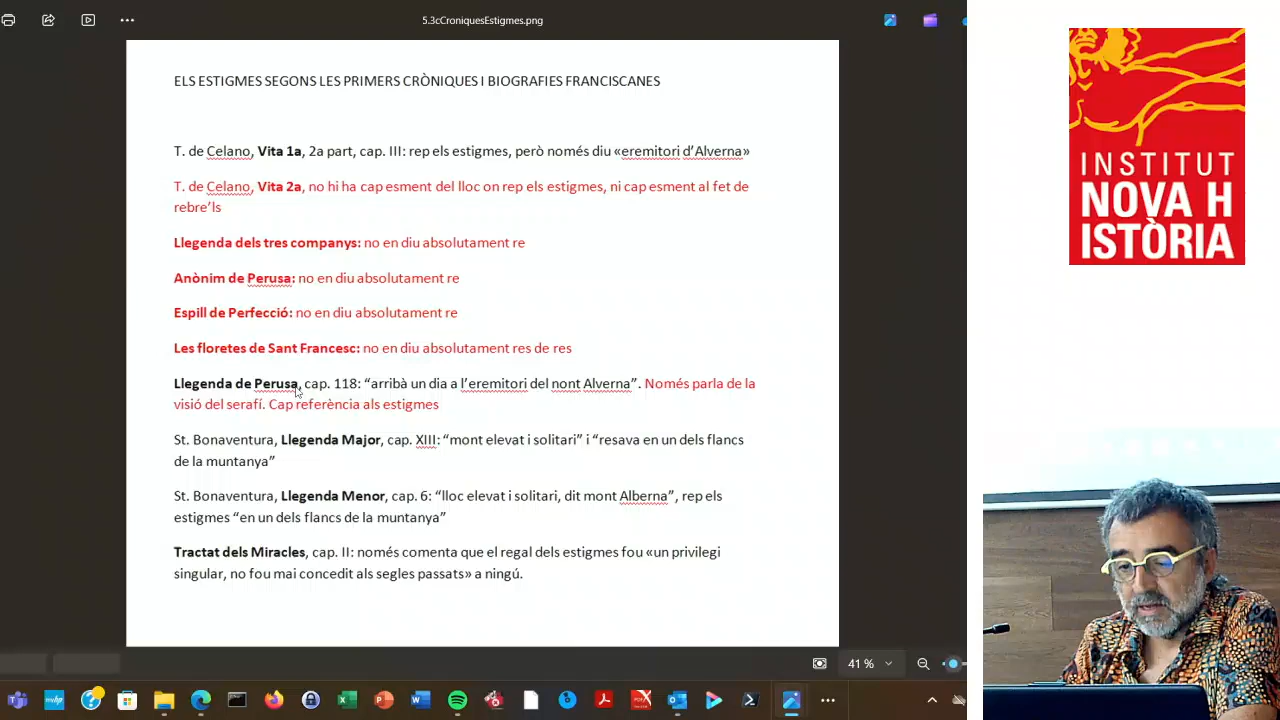 5.3cCroniquesEstigmes.png
ELS ESTIGMES SEGONS LES PRIMERS CRÒNIQUES I BIOGRAFIES FRANCISCANES
T. de Celano, Vita 1a, 2a part, cap. III: rep els estigmes, però només diu «eremitori d’Alverna»
T. de Celano, Vita 2a, no hi ha cap esment del lloc on rep els estigmes, ni cap esment al fet de
rebre’ls
Llegenda dels tres companys: no en diu absolutament re
Anònim de Perusa: no en diu absolutament re
Espill de Perfecció: no en diu absolutament re
Les floretes de Sant Francesc: no en diu absolutament res de res
Llegenda de Perusa, cap. 118: “arribà un dia a l’eremitori del nont Alverna”. Només parla de la
visió del serafí. Cap referència als estigmes
St. Bonaventura, Llegenda Major, cap. XIII: “mont elevat i solitari” i “resava en un dels flancs
de la muntanya”
St. Bonaventura, Llegenda Menor, cap. 6: “lloc elevat i solitari, dit mont Alberna”, rep els
estigmes “en un dels flancs de la muntanya”
Tractat dels Miracles, cap. II: només comenta que el regal dels estigmes fou «un privilegi
singular, no fou mai concedit als segles passats» a ningú.
41 %
INSTITUT
NOVA H
ISTÒRIA